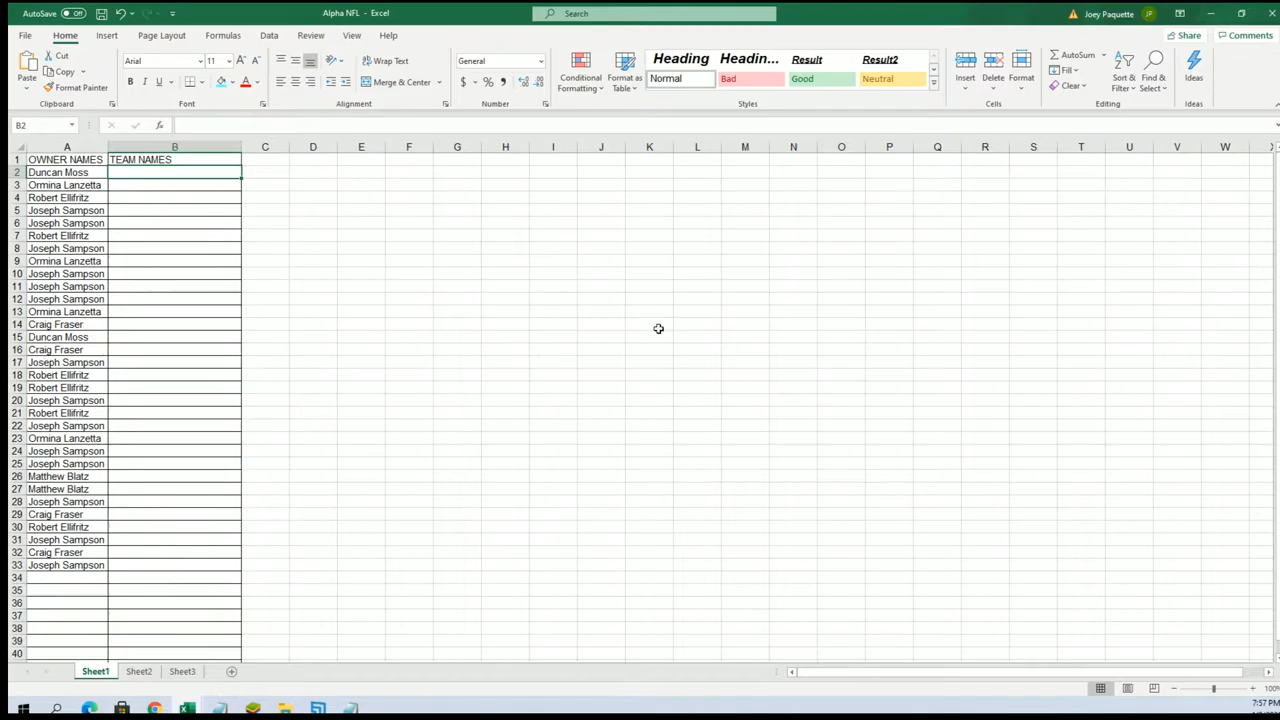 AutoSave Off
Alpha NFL - Excel
Search
Joey Paquette JP
File Home Insert Page Layout Formulas Data Review View Help
Share Comments
Paste
Cut
Copy
Format Painter
Clipboard
Arial 11
B I U
Font
Wrap Text
Merge & Center
Alignment
General
$ % ,
Number
Conditional Formatting
Format as Table
Heading Headin... Result Result2
Normal Bad Good Neutral
Styles
Insert Delete Format
Cells
AutoSum
Fill
Clear
Sort & Filter
Find & Select
Editing
Ideas
Ideas
B2 fx
A B C D E F G H I J K L M N O P Q R S T U V W X
1 OWNER NAMES TEAM NAMES
2 Duncan Moss
3 Ormina Lanzetta
4 Robert Ellifritz
5 Joseph Sampson
6 Joseph Sampson
7 Robert Ellifritz
8 Joseph Sampson
9 Ormina Lanzetta
10 Joseph Sampson
11 Joseph Sampson
12 Joseph Sampson
13 Ormina Lanzetta
14 Craig Fraser
15 Duncan Moss
16 Craig Fraser
17 Joseph Sampson
18 Robert Ellifritz
19 Robert Ellifritz
20 Joseph Sampson
21 Robert Ellifritz
22 Joseph Sampson
23 Ormina Lanzetta
24 Joseph Sampson
25 Joseph Sampson
26 Matthew Blatz
27 Matthew Blatz
28 Joseph Sampson
29 Craig Fraser
30 Robert Ellifritz
31 Joseph Sampson
32 Craig Fraser
33 Joseph Sampson
34
35
36
37
38
39
40
Sheet1 Sheet2 Sheet3
100%
7:57 PM